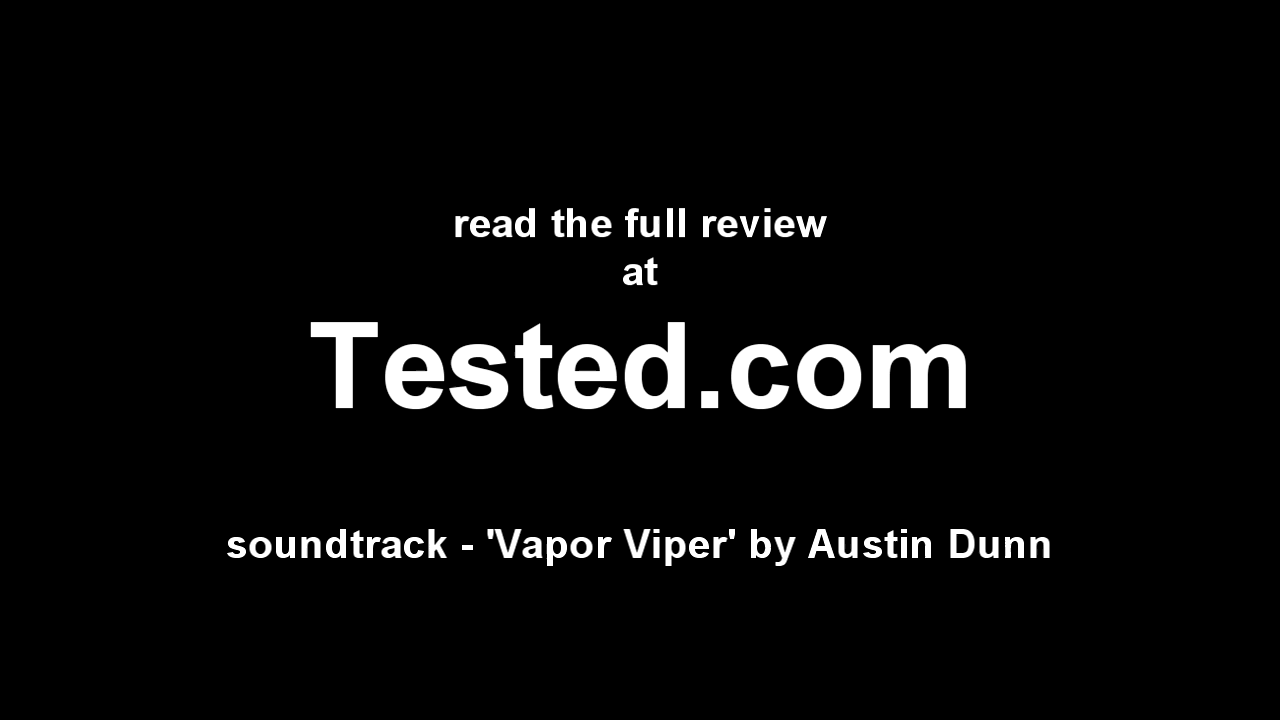 read the full review
at
Tested.com
soundtrack - 'Vapor Viper' by Austin Dunn